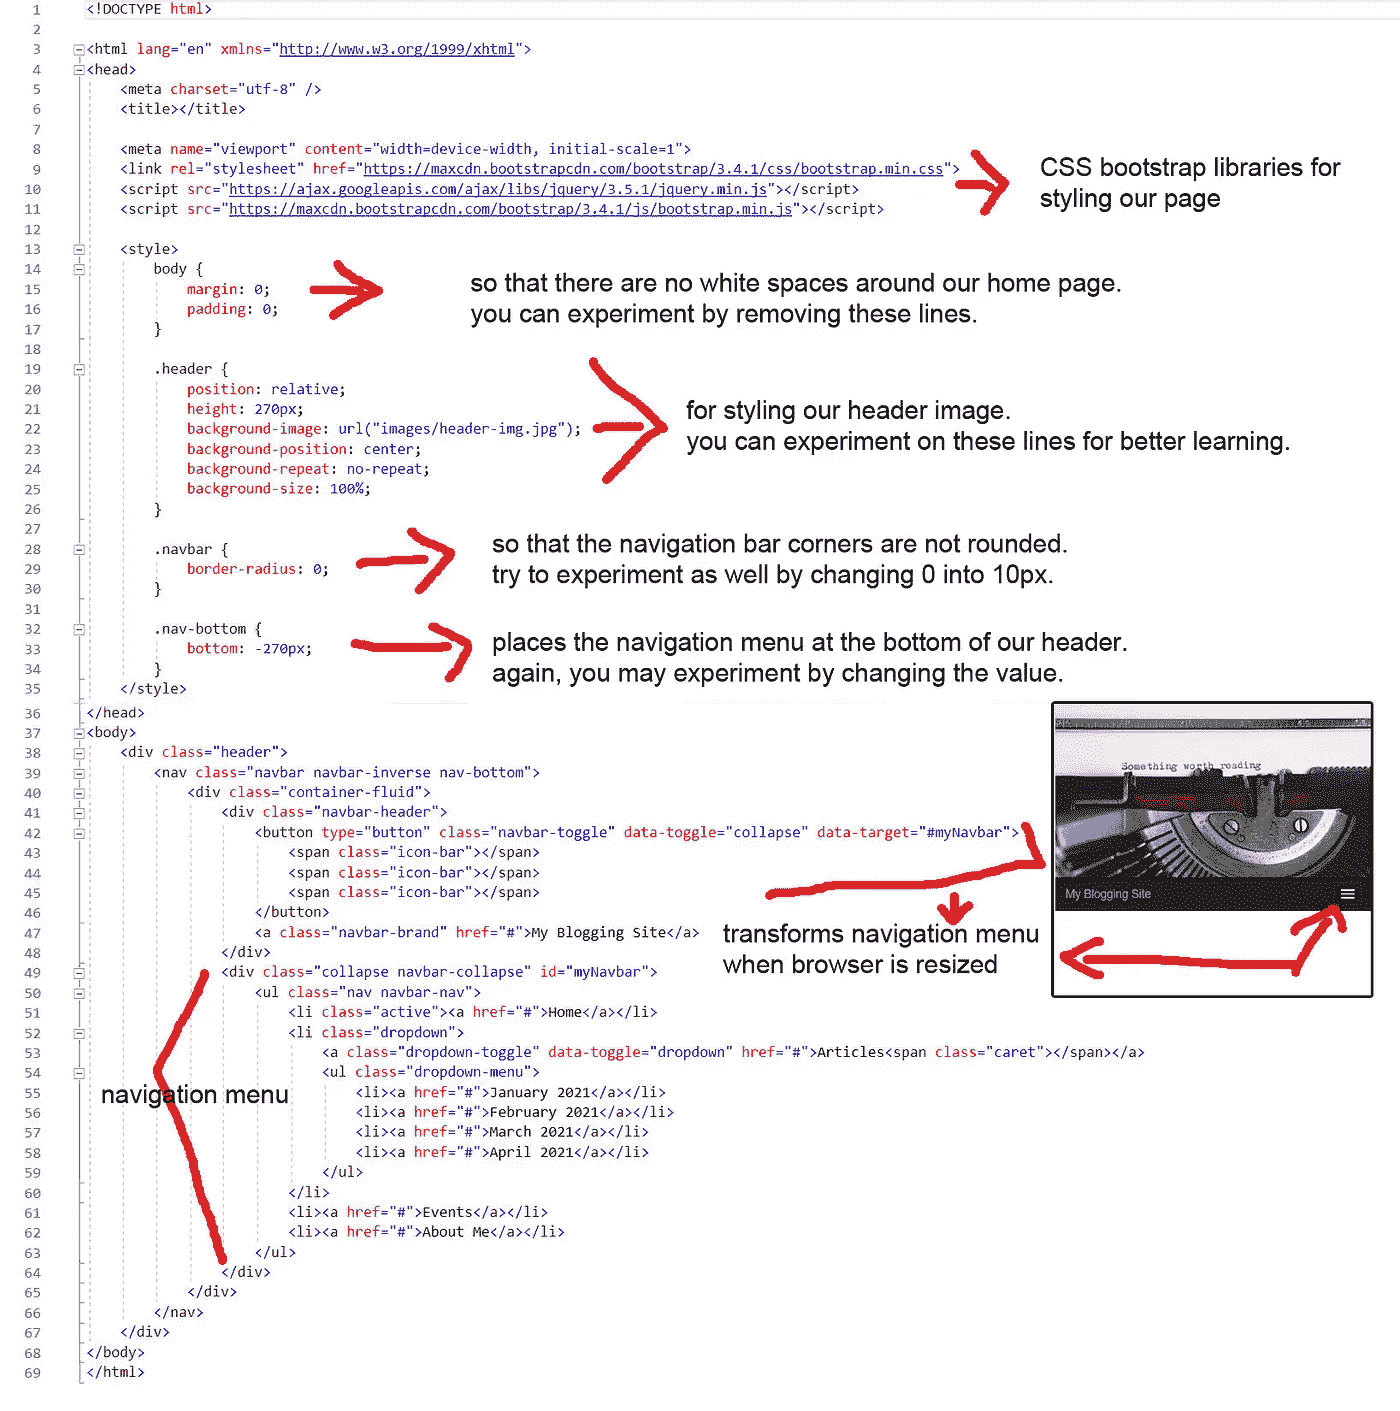 1 <!DOCTYPE html>
2
3 <html lang="en" xmlns="http://www.w3.org/1999/xhtml">
4 <head>
5 <meta charset="utf-8" />
6 <title></title>
7
8 <meta name="viewport" content="width=device-width, initial-scale=1">
9 <link rel="stylesheet" href="https://maxcdn.bootstrapcdn.com/bootstrap/3.4.1/css/bootstrap.min.css">
10 <script src="https://ajax.googleapis.com/ajax/libs/jquery/3.5.1/jquery.min.js"></script>
11 <script src="https://maxcdn.bootstrapcdn.com/bootstrap/3.4.1/js/bootstrap.min.js"></script>
CSS bootstrap libraries for
styling our page
12
13 <style>
14 body {
15 margin: 0;
16 padding: 0;
17 }
so that there are no white spaces around our home page.
you can experiment by removing these lines.
18
19 .header {
20 position: relative;
21 height: 270px;
22 background-image: url("images/header-img.jpg");
23 background-position: center;
24 background-repeat: no-repeat;
25 background-size: 100%;
26 }
for styling our header image.
you can experiment on these lines for better learning.
27
28 .navbar {
29 border-radius: 0;
30 }
so that the navigation bar corners are not rounded.
try to experiment as well by changing 0 into 10px.
31
32 .nav-bottom {
33 bottom: -270px;
34 }
places the navigation menu at the bottom of our header.
again, you may experiment by changing the value.
35 </style>
36 </head>
37 <body>
38 <div class="header">
39 <nav class="navbar navbar-inverse nav-bottom">
40 <div class="container-fluid">
41 <div class="navbar-header">
42 <button type="button" class="navbar-toggle" data-toggle="collapse" data-target="#myNavbar">
43 <span class="icon-bar"></span>
44 <span class="icon-bar"></span>
45 <span class="icon-bar"></span>
46 </button>
47 <a class="navbar-brand" href="#">My Blogging Site</a>
48 </div>
transforms navigation menu
when browser is resized
Something worth reading
My Blogging Site
49 <div class="collapse navbar-collapse" id="myNavbar">
50 <ul class="nav navbar-nav">
51 <li class="active"><a href="#">Home</a></li>
52 <li class="dropdown">
53 <a class="dropdown-toggle" data-toggle="dropdown" href="#">Articles<span class="caret"></span></a>
54 <ul class="dropdown-menu">
55 <li><a href="#">January 2021</a></li>
56 <li><a href="#">February 2021</a></li>
57 <li><a href="#">March 2021</a></li>
58 <li><a href="#">April 2021</a></li>
59 </ul>
60 </li>
61 <li><a href="#">Events</a></li>
62 <li><a href="#">About Me</a></li>
63 </ul>
64 </div>
navigation menu
65 </div>
66 </nav>
67 </div>
68 </body>
69 </html>